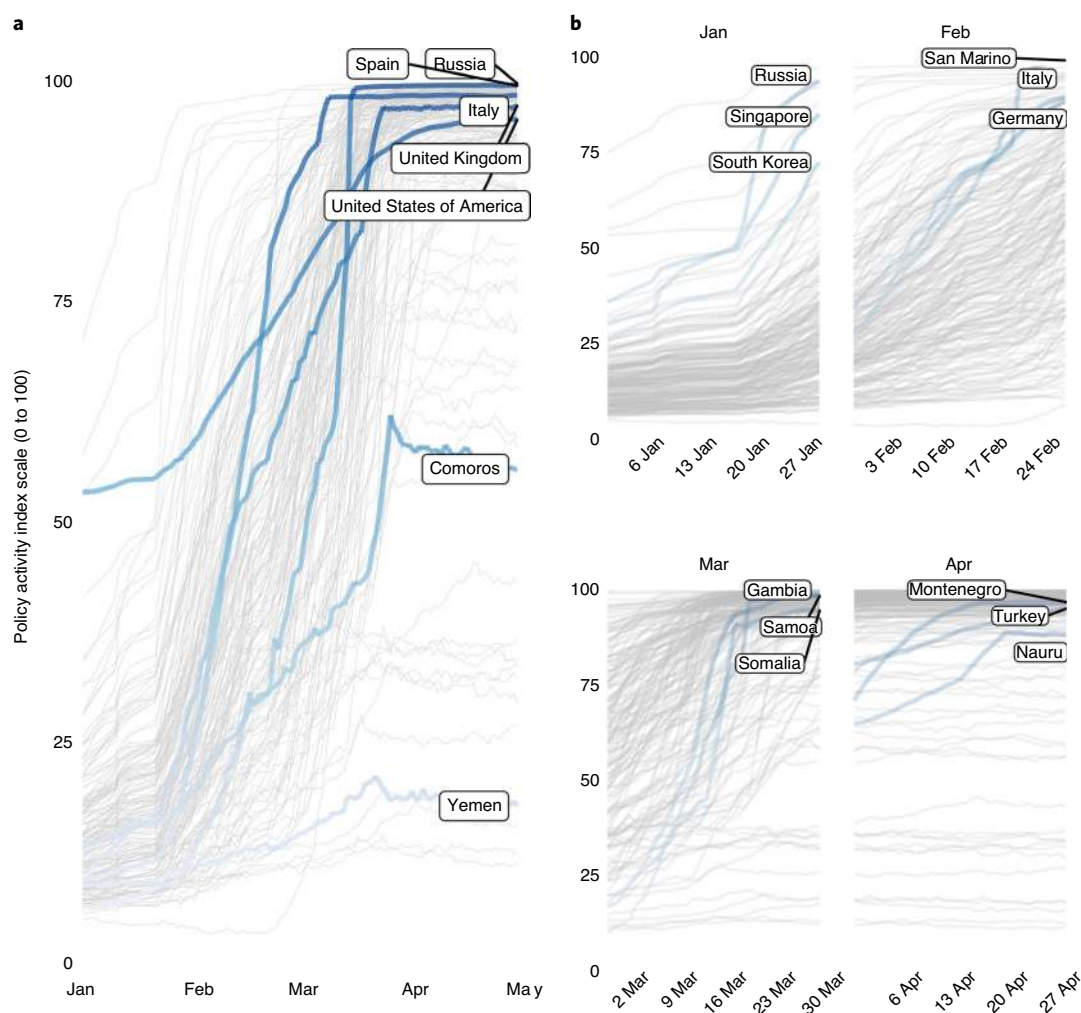 a
Policy activity index scale (0 to 100)
100
75
50
25
0
Spain
Russia
Italy
United Kingdom
United States of America
Comoros
Yemen
Jan
Feb
Mar
Apr
May
b
Jan
Feb
100
75
50
25
0
Russia
Singapore
South Korea
San Marino
Italy
Germany
6 Jan
13 Jan
20 Jan
27 Jan
3 Feb
10 Feb
17 Feb
24 Feb
Mar
Apr
100
75
50
25
0
Gambia
Samoa
Somalia
Montenegro
Turkey
Nauru
2 Mar
9 Mar
16 Mar
23 Mar
30 Mar
6 Apr
13 Apr
20 Apr
27 Apr